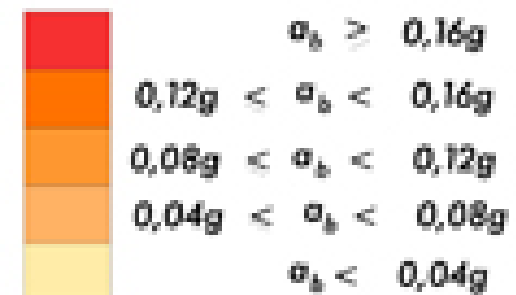 a_b ≥ 0,16g
0,12g < a_b < 0,16g
0,08g < a_b < 0,12g
0,04g < a_b < 0,08g
a_b < 0,04g